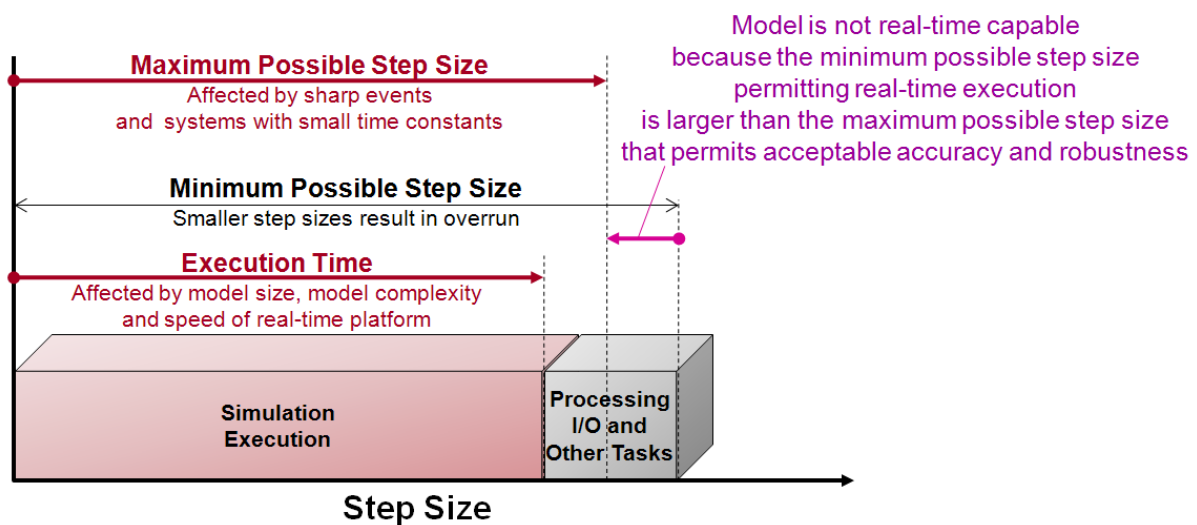 Model is not real-time capable
because the minimum possible step size
permitting real-time execution
is larger than the maximum possible step size
that permits acceptable accuracy and robustness
Maximum Possible Step Size
Affected by sharp events
and systems with small time constants
Minimum Possible Step Size
Smaller step sizes result in overrun
Execution Time
Affected by model size, model complexity
and speed of real-time platform
Simulation
Execution
Processing
I/O and
Other Tasks
Step Size